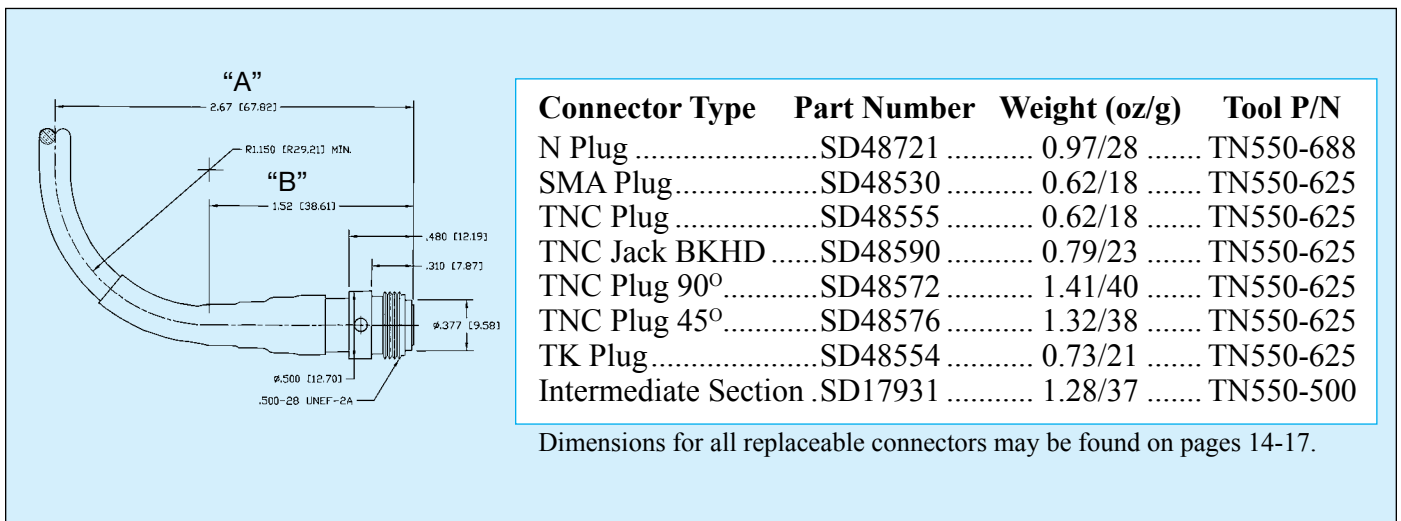 “A”
2.67 [67.82]
R1.150 [R29.21] MIN.
“B”
1.52 [38.61]
.480 [12.19]
.310 [7.87]
ø.377 [9.58]
ø.500 [12.70]
.500-28 UNEF-2A
Connector Type Part Number Weight (oz/g) Tool P/N
N Plug .......................SD48721 ........... 0.97/28 ....... TN550-688
SMA Plug..................SD48530 ........... 0.62/18 ....... TN550-625
TNC Plug ..................SD48555 ........... 0.62/18 ....... TN550-625
TNC Jack BKHD ......SD48590 ........... 0.79/23 ....... TN550-625
TNC Plug 90º............SD48572 ........... 1.41/40 ....... TN550-625
TNC Plug 45º............SD48576 ........... 1.32/38 ....... TN550-625
TK Plug.....................SD48554 ........... 0.73/21 ....... TN550-625
Intermediate Section .SD17931 ........... 1.28/37 ....... TN550-500
Dimensions for all replaceable connectors may be found on pages 14-17.